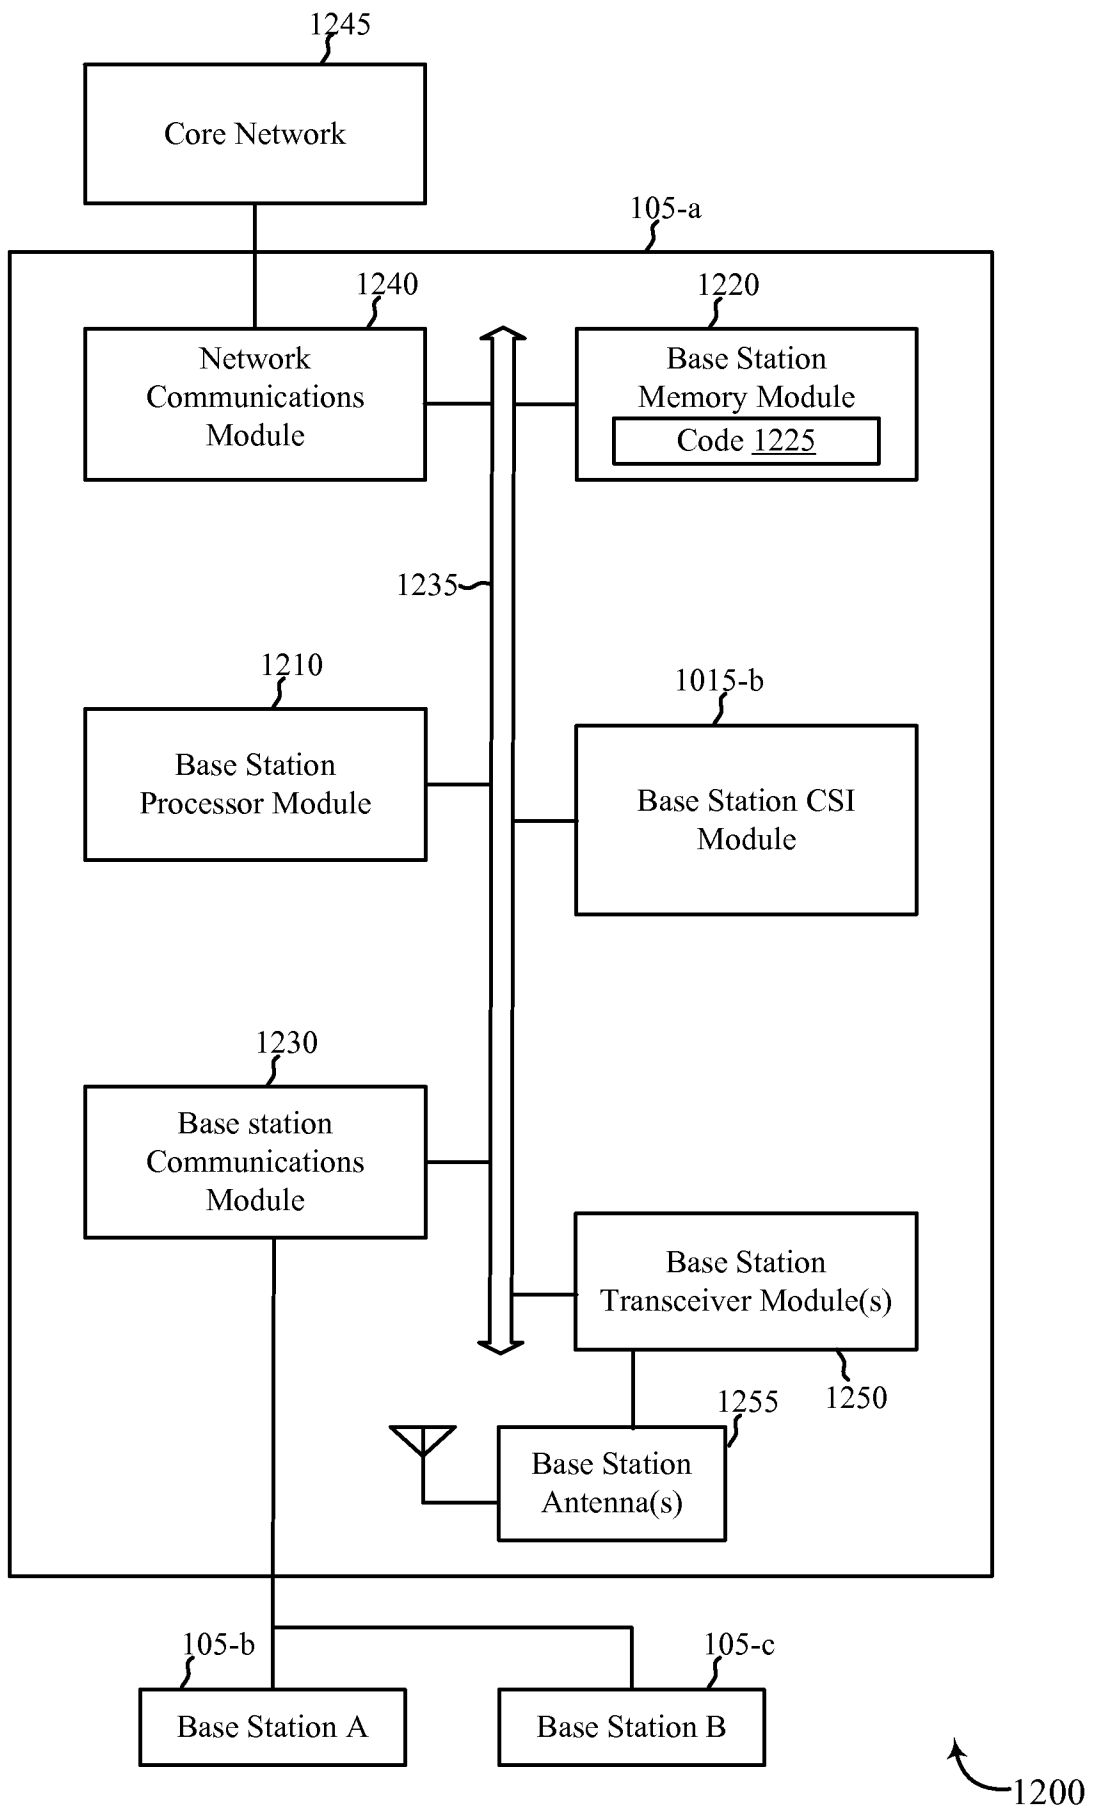 1245
Core Network
105-a
1240
1220
Network
Communications
Module
Base Station
Memory Module
Code 1225
1235
1210
1015-b
Base Station
Processor Module
Base Station CSI
Module
1230
Base station
Communications
Module
Base Station
Transceiver Module(s)
1250
1255
Base Station
Antenna(s)
105-b
105-c
Base Station A
Base Station B
1200